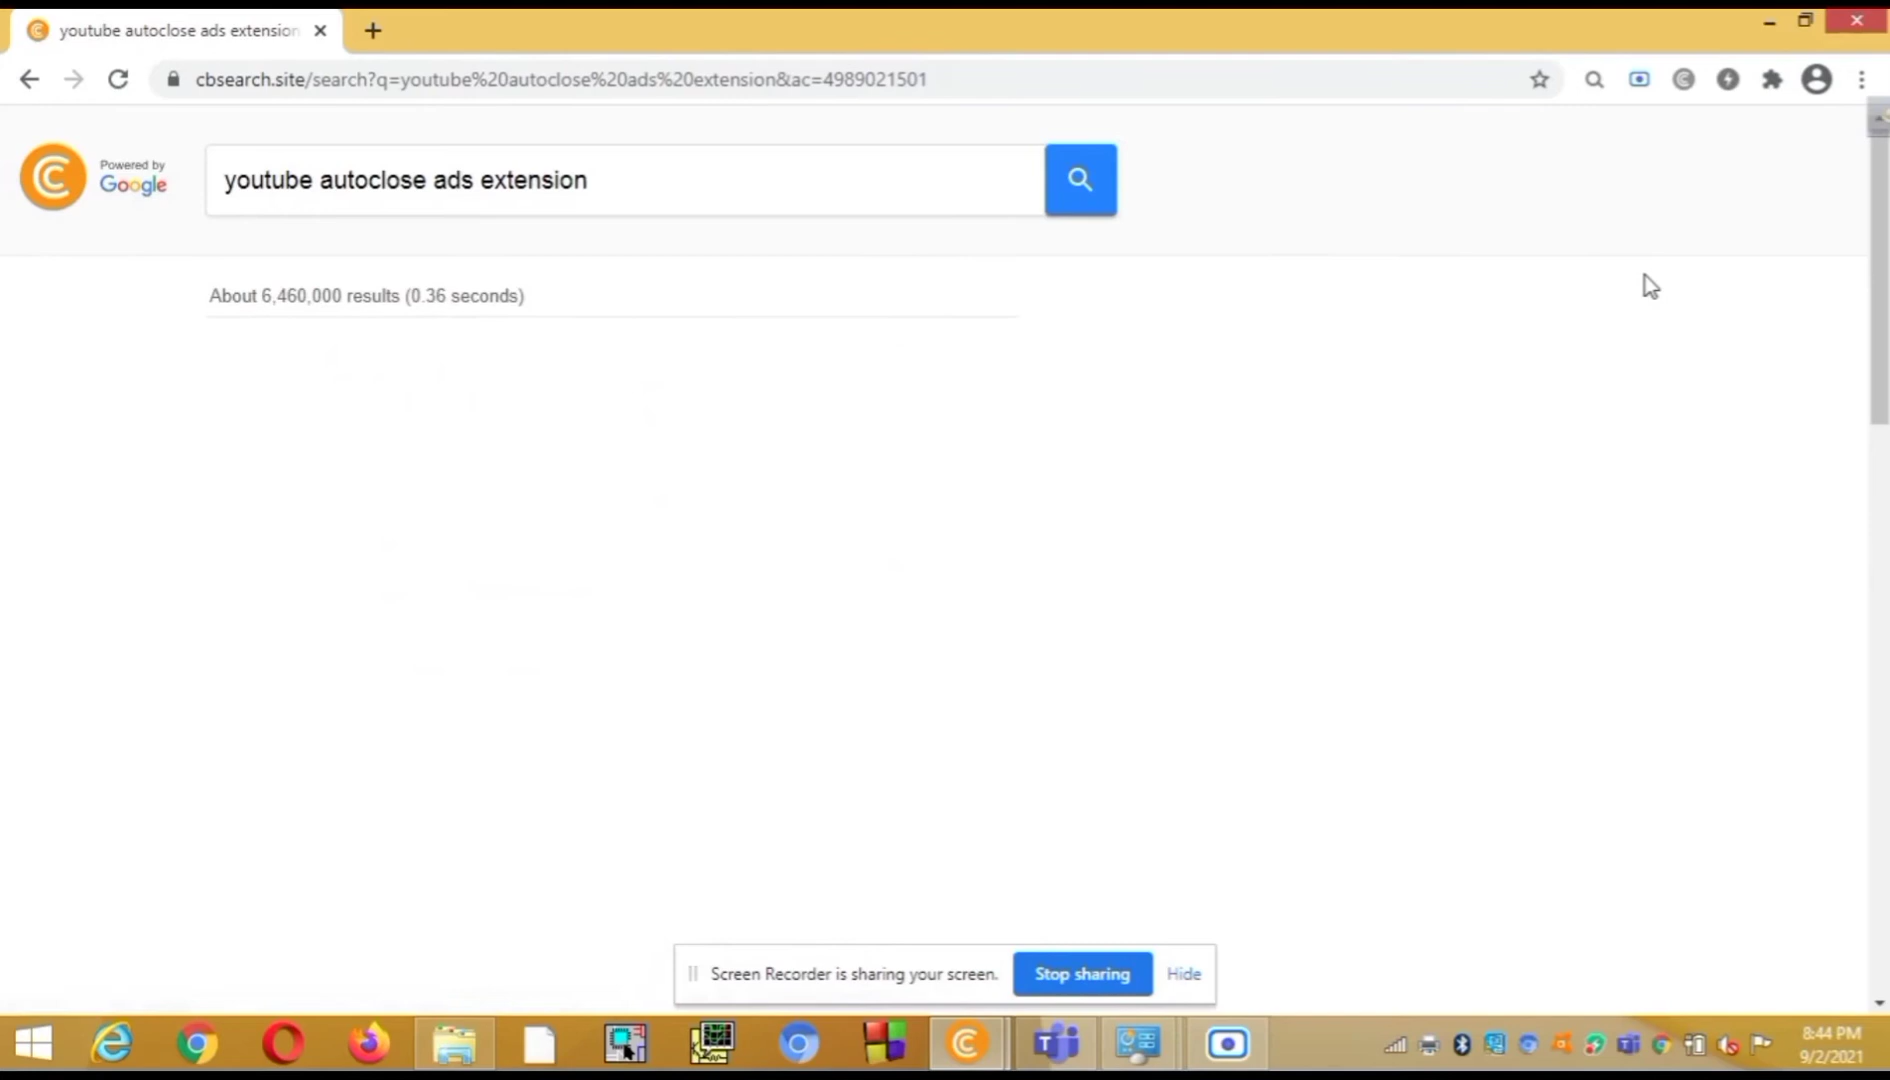 youtube autoclose ads extension
cbsearch.site/search?q=youtube%20autoclose%20ads%20extension&ac=4989021501
Powered by
Google
youtube autoclose ads extension
About 6,460,000 results (0.36 seconds)
Screen Recorder is sharing your screen.
Stop sharing
Hide
8:44 PM
9/2/2021